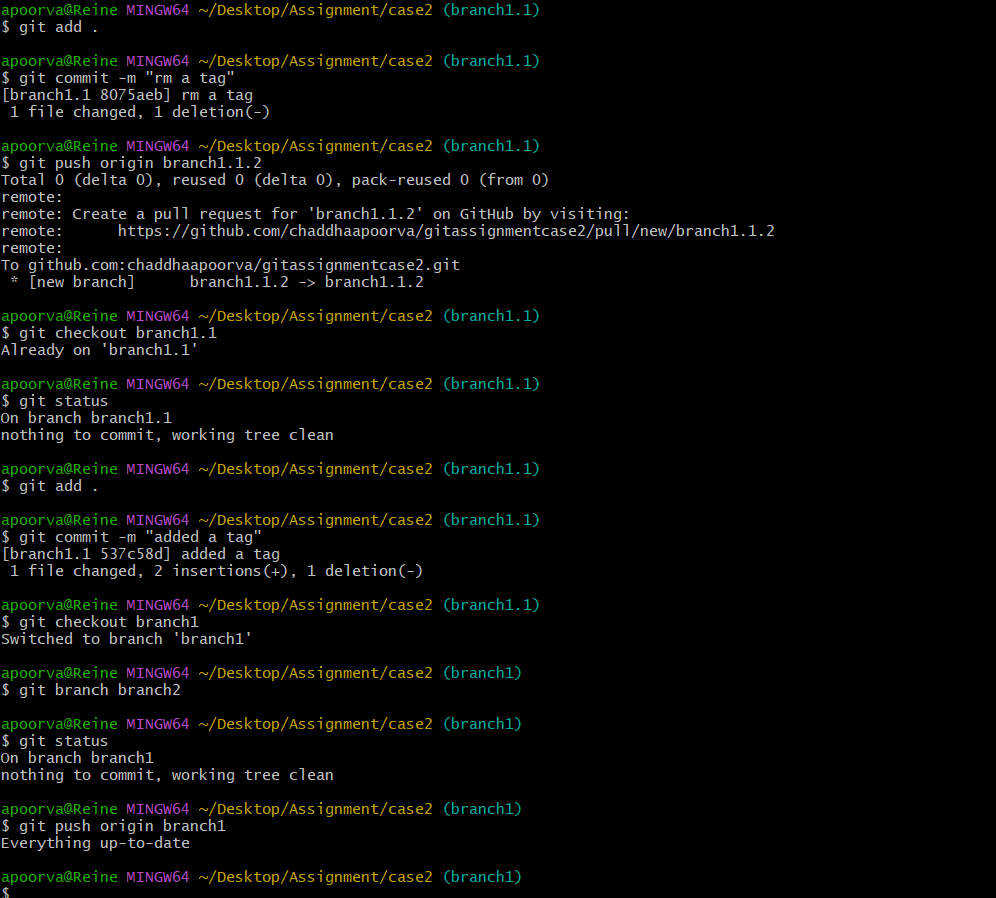 apoorva@Reine MINGW64 ~/Desktop/Assignment/case2 (branch1.1)
$ git add .
apoorva@Reine MINGW64 ~/Desktop/Assignment/case2 (branch1.1)
$ git commit -m "rm a tag"
[branch1.1 8075aeb] rm a tag
 1 file changed, 1 deletion(-)
apoorva@Reine MINGW64 ~/Desktop/Assignment/case2 (branch1.1)
$ git push origin branch1.1.2
Total 0 (delta 0), reused 0 (delta 0), pack-reused 0 (from 0)
remote:
remote: Create a pull request for 'branch1.1.2' on GitHub by visiting:
remote:      https://github.com/chaddhaapoorva/gitassignmentcase2/pull/new/branch1.1.2
remote:
To github.com:chaddhaapoorva/gitassignmentcase2.git
 * [new branch]      branch1.1.2 -> branch1.1.2
apoorva@Reine MINGW64 ~/Desktop/Assignment/case2 (branch1.1)
$ git checkout branch1.1
Already on 'branch1.1'
apoorva@Reine MINGW64 ~/Desktop/Assignment/case2 (branch1.1)
$ git status
On branch branch1.1
nothing to commit, working tree clean
apoorva@Reine MINGW64 ~/Desktop/Assignment/case2 (branch1.1)
$ git add .
apoorva@Reine MINGW64 ~/Desktop/Assignment/case2 (branch1.1)
$ git commit -m "added a tag"
[branch1.1 537c58d] added a tag
 1 file changed, 2 insertions(+), 1 deletion(-)
apoorva@Reine MINGW64 ~/Desktop/Assignment/case2 (branch1.1)
$ git checkout branch1
Switched to branch 'branch1'
apoorva@Reine MINGW64 ~/Desktop/Assignment/case2 (branch1)
$ git branch branch2
apoorva@Reine MINGW64 ~/Desktop/Assignment/case2 (branch1)
$ git status
On branch branch1
nothing to commit, working tree clean
apoorva@Reine MINGW64 ~/Desktop/Assignment/case2 (branch1)
$ git push origin branch1
Everything up-to-date
apoorva@Reine MINGW64 ~/Desktop/Assignment/case2 (branch1)
$